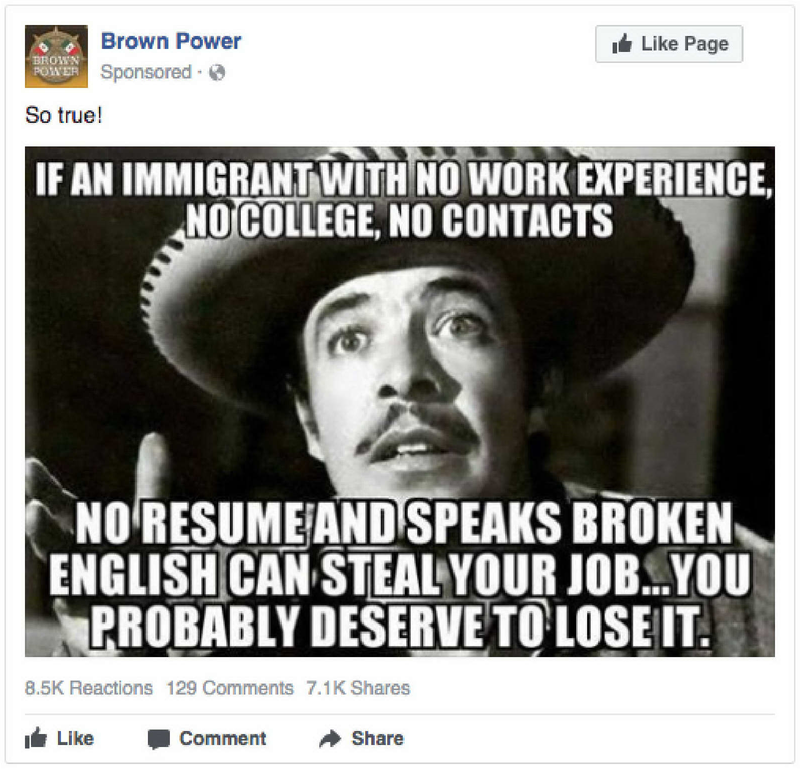 BROWN
POWER
Brown Power
Sponsored ·
Like Page
So true!
IF AN IMMIGRANT WITH NO WORK EXPERIENCE,
NO COLLEGE, NO CONTACTS
NO RESUME AND SPEAKS BROKEN
ENGLISH CAN STEAL YOUR JOB...YOU
PROBABLY DESERVE TO LOSE IT.
8.5K Reactions 129 Comments 7.1K Shares
Like Comment Share